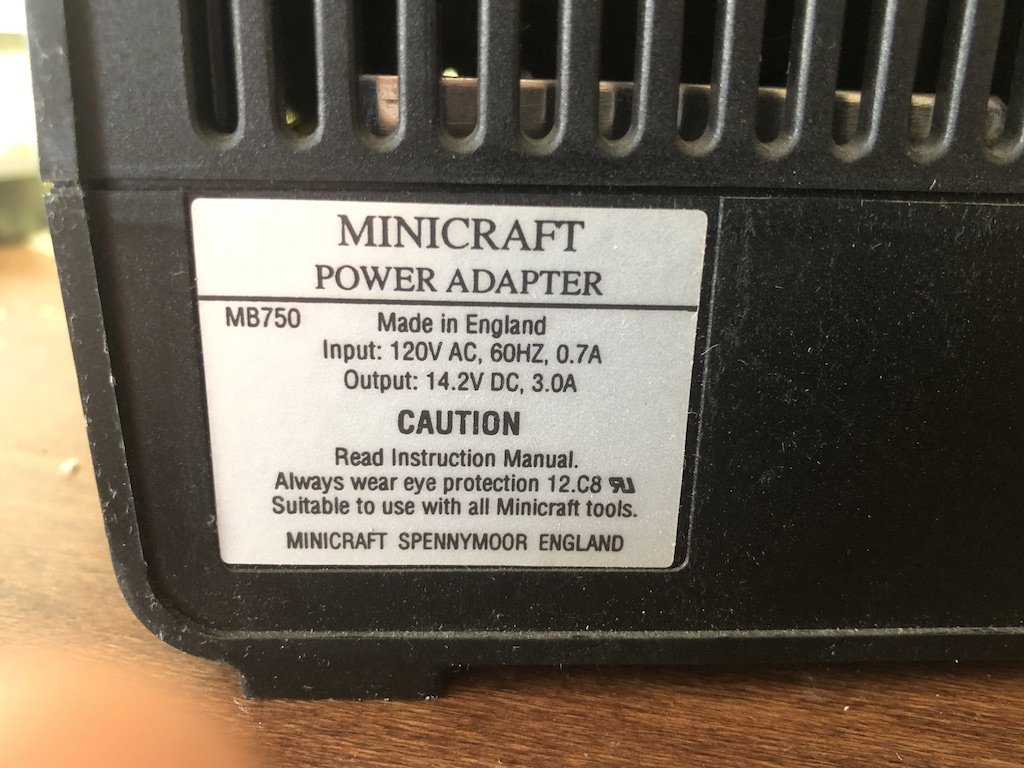 MINICRAFT
POWER ADAPTER
MB750
Made in England
Input: 120V AC, 60HZ, 0.7A
Output: 14.2V DC, 3.0A
CAUTION
Read Instruction Manual.
Always wear eye protection 12.C8
Suitable to use with all Minicraft tools.
MINICRAFT SPENNYMOOR ENGLAND